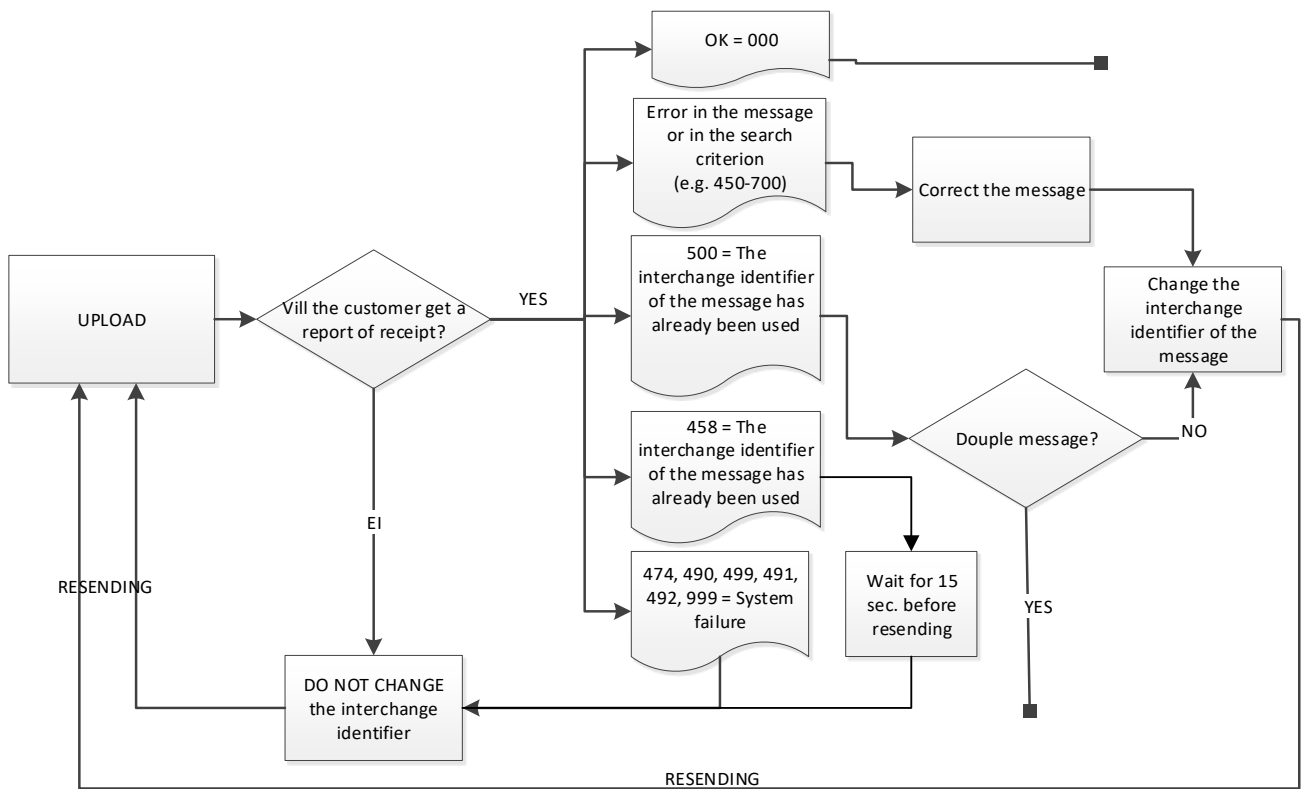 OK = 000
Error in the message
or in the search
criterion
(e.g. 450-700)
Correct the message
UPLOAD
Vill the customer get a
report of receipt?
YES
500 = The
interchange identifier
of the message has
already been used
Change the
interchange
identifier of the
message
Douple message?
NO
458 = The
interchange identifier
of the message has
already been used
EI
474, 490, 499, 491,
492, 999 = System
failure
Wait for 15
sec. before
resending
YES
RESENDING
DO NOT CHANGE
the interchange
identifier
RESENDING